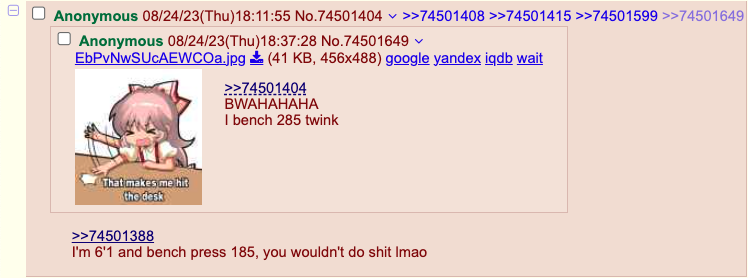 Anonymous 08/24/23(Thu)18:11:55 No.74501404 >>74501408 >>74501415 >>74501599 >>74501649
Anonymous 08/24/23(Thu)18:37:28 No.74501649
EbPvNwSUcAEWCOa.jpg (41 KB, 456x488) google yandex iqdb wait
>>74501404
BWAHAHAHA
I bench 285 twink
That makes me hit
the desk
>>74501388
I'm 6'1 and bench press 185, you wouldn't do shit lmao